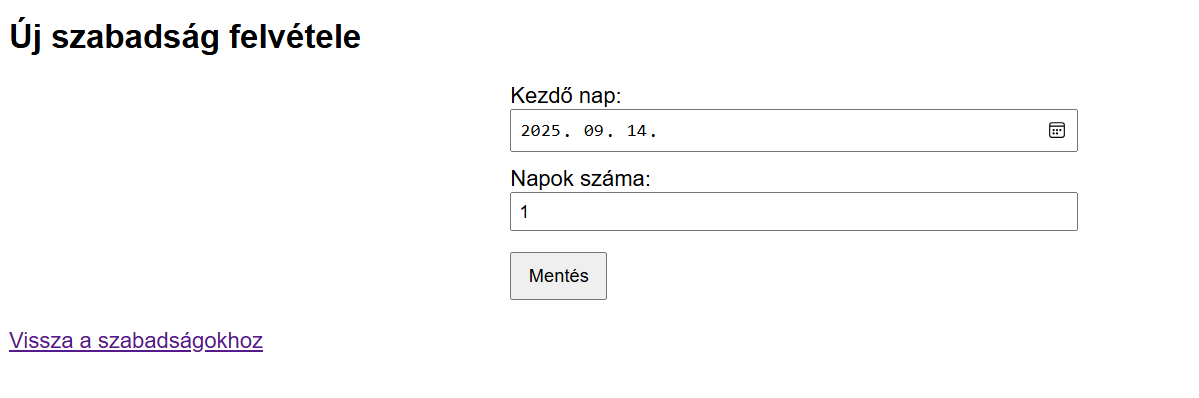 Új szabadság felvétele
Kezdő nap:
2025. 09. 14.
Napok száma:
1
Mentés
Vissza a szabadságokhoz